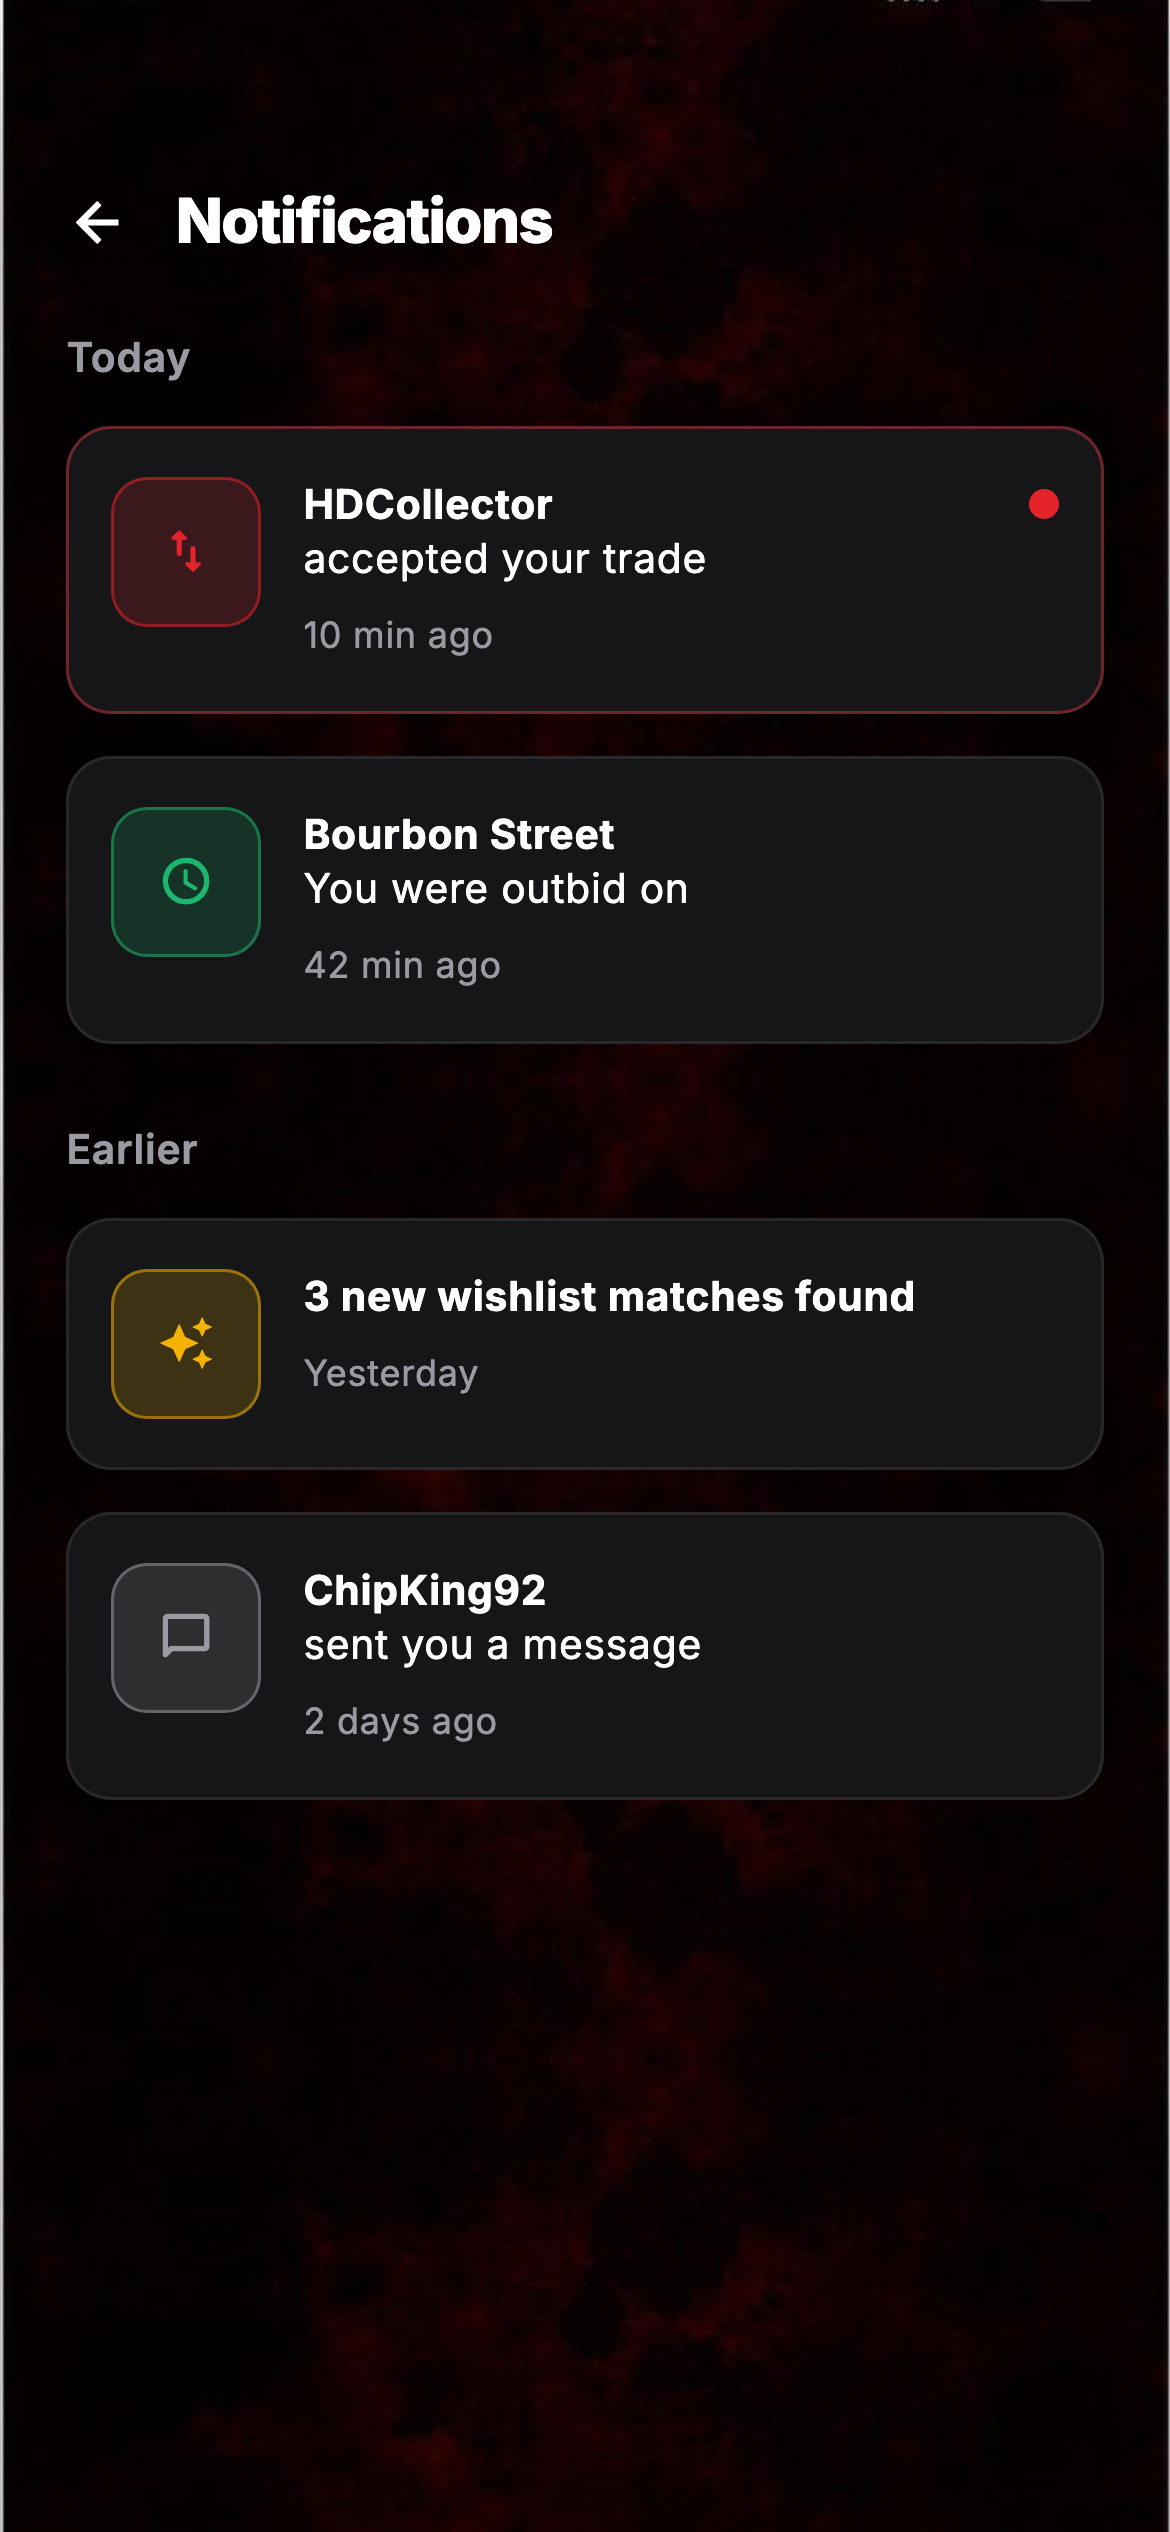 Notifications
Today
HDCollector
accepted your trade
10 min ago
Bourbon Street
You were outbid on
42 min ago
Earlier
3 new wishlist matches found
Yesterday
ChipKing92
sent you a message
2 days ago